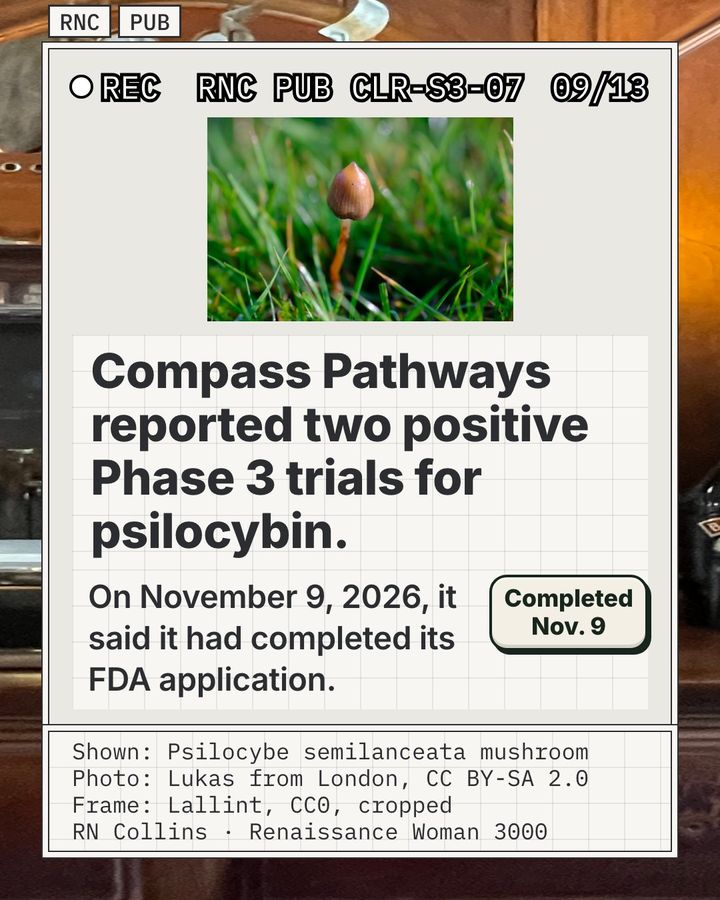 RNC PUB
REC RNC PUB CLR-S3-07 09/13
Compass Pathways
reported two positive
Phase 3 trials for
psilocybin.
On November 9, 2026, it
said it had completed its
FDA application.
Completed
Nov. 9
Shown: Psilocybe semilanceata mushroom
Photo: Lukas from London, CC BY-SA 2.0
Frame: Lallint, CC0, cropped
RN Collins · Renaissance Woman 3000